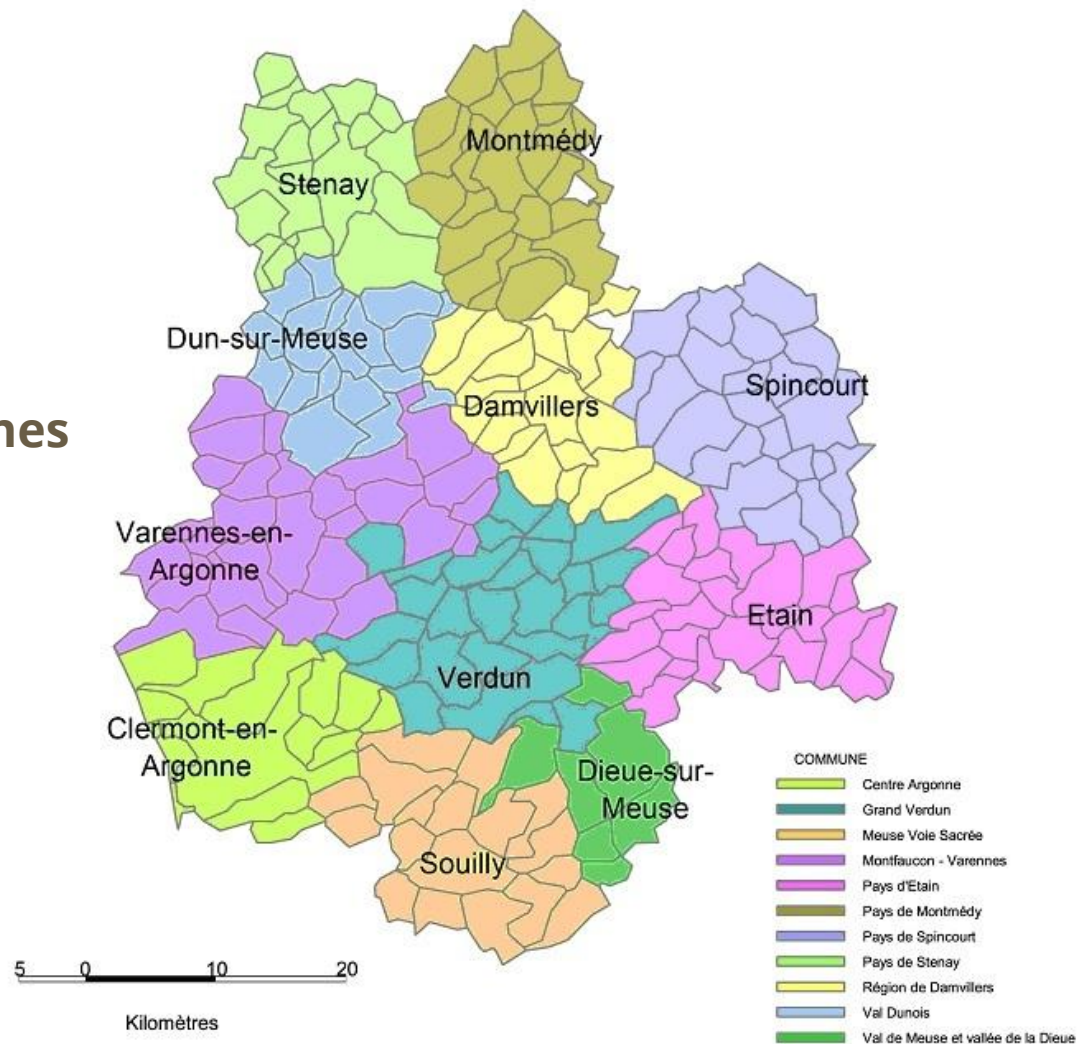 Montmédy
Stenay
Dun-sur-Meuse
Spincourt
Damvillers
nes
Varennes-en-
Argonne
Etain
Verdun
Clermont-en-
Argonne
Dieue-sur-
Meuse
Souilly
COMMUNE
Centre Argonne
Grand Verdun
Meuse Voie Sacrée
Montfaucon - Varennes
Pays d'Etain
Pays de Montmédy
Pays de Spincourt
Pays de Stenay
Région de Damvillers
Val Dunois
Val de Meuse et vallée de la Dieue
5 0 10 20
Kilomètres